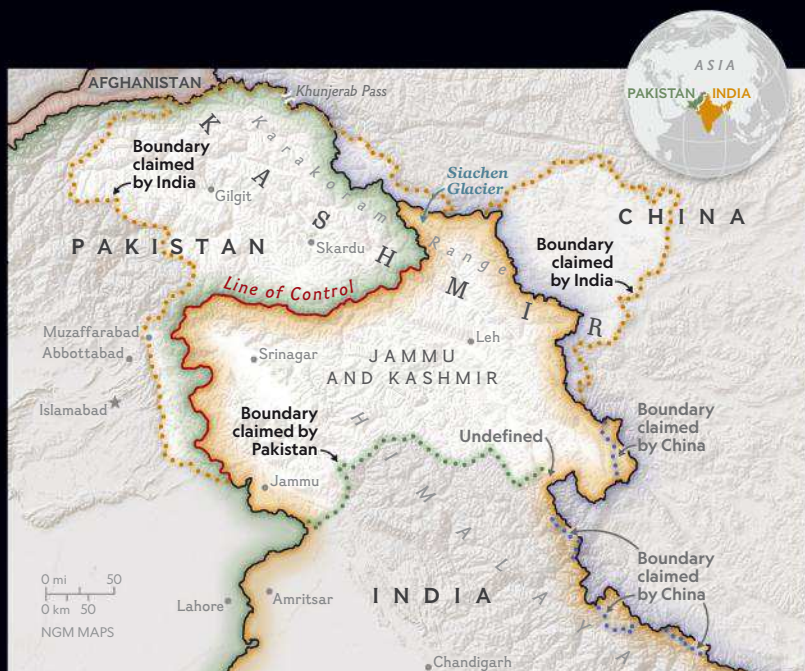 ASIA
PAKISTAN
INDIA
AFGHANISTAN
Khunjerab Pass
KASHMIR
Karakoram Range
Boundary
claimed
by India
Gilgit
Siachen
Glacier
CHINA
PAKISTAN
Skardu
Boundary
claimed
by India
Line of Control
Muzaffarabad
Abbottabad
Srinagar
Leh
JAMMU
AND KASHMIR
Islamabad
Boundary
claimed by
Pakistan
HIMALAYA
Undefined
Boundary
claimed
by China
Jammu
Boundary
claimed
by China
0 mi 50
0 km 50
NGM MAPS
Lahore
Amritsar
INDIA
Chandigarh